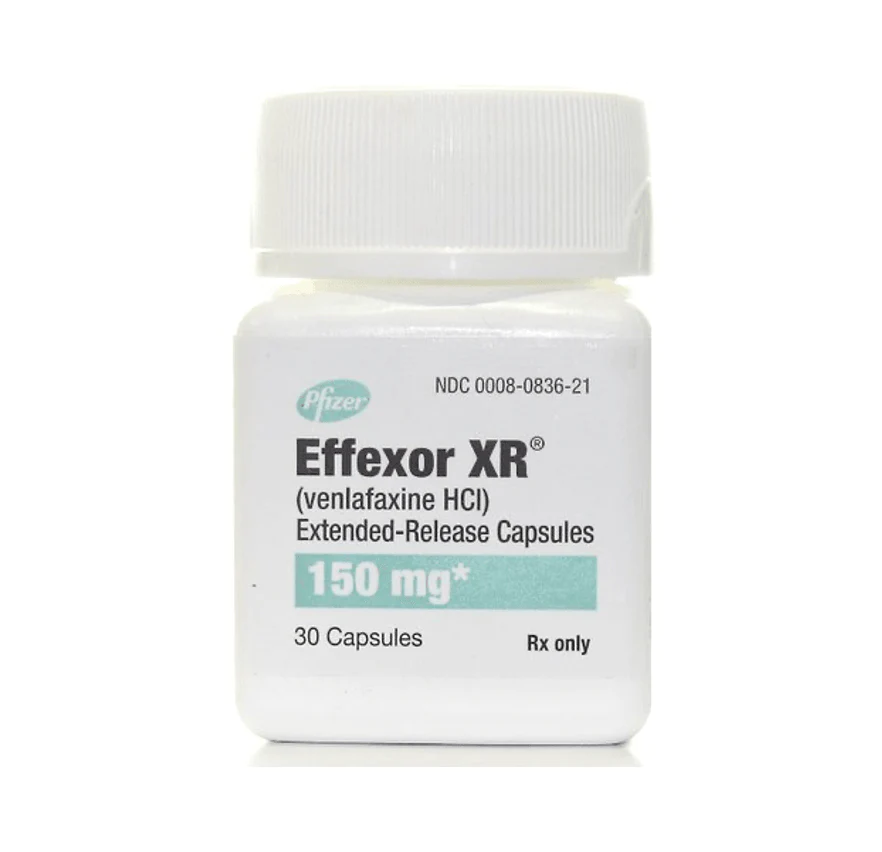 Pfizer
NDC 0008-0836-21
Effexor XR®
(venlafaxine HCl)
Extended-Release Capsules
150 mg*
30 Capsules
Rx only